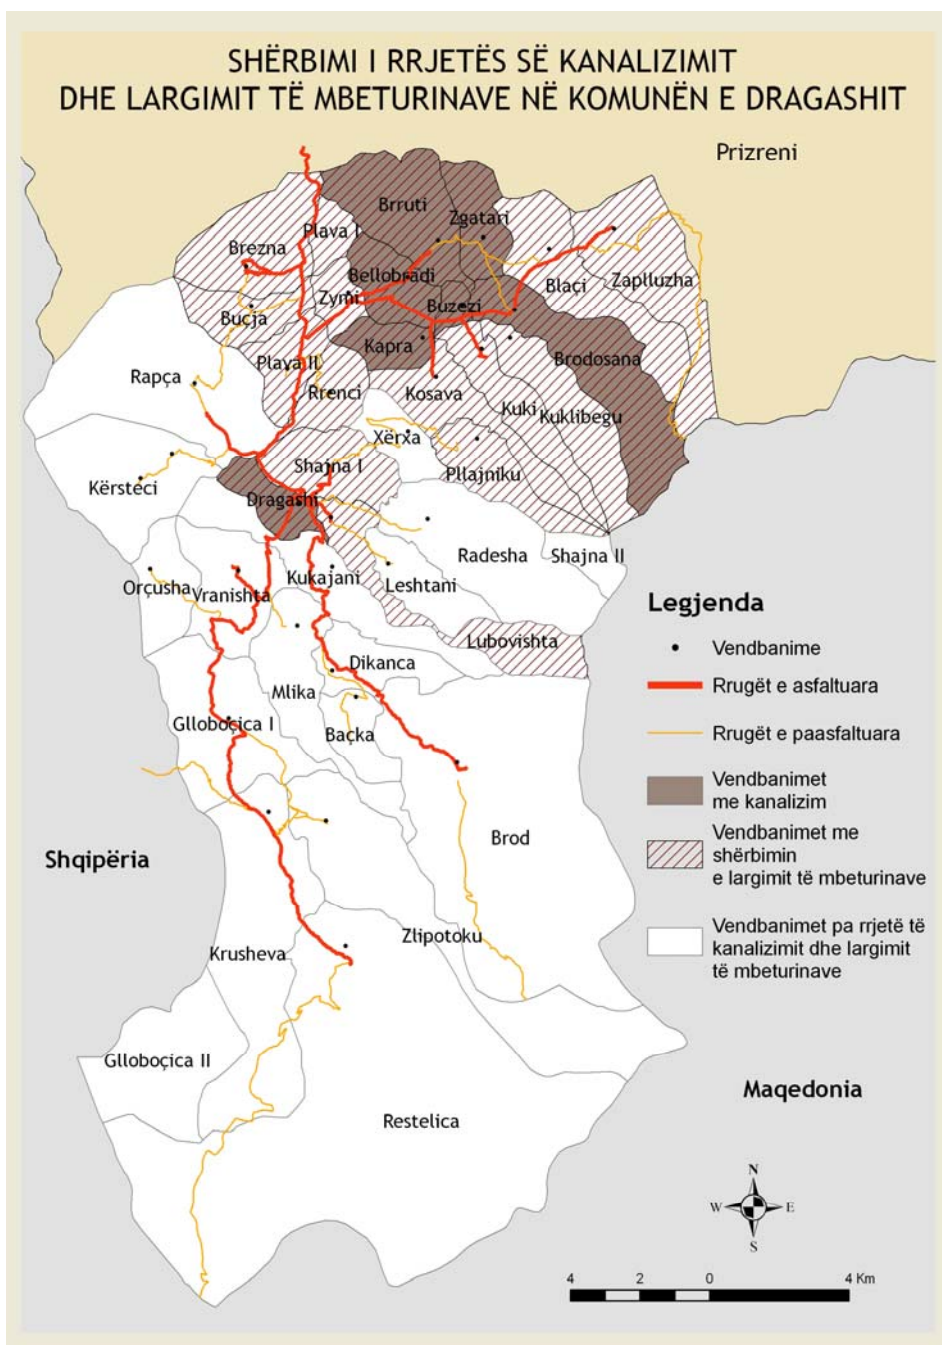 SHËRBIMI I RRJETËS SË KANALIZIMIT
DHE LARGIMIT TË MBETURINAVE NË KOMUNËN E DRAGASHIT
Prizreni
Brruti
Zgatari
Plava I
Brezna
Bellobradi
Blaçi
Zaplluzha
Zymi
Buzezi
Bucja
Kapra
Brodosana
Plava II
Rapça
Rrenci
Kosava
Kuki
Kuklibegu
Xërxa
Shajna I
Pllajniku
Kërsteci
Dragashi
Radesha
Shajna II
Orçusha
Vranishta
Kukajani
Leshtani
Lubovishta
Dikanca
Mlika
Glloboçica I
Baçka
Brod
Shqipëria
Zlipotoku
Krusheva
Glloboçica II
Restelica
Maqedonia
Legjenda
Vendbanime
Rrugët e asfaltuara
Rrugët e paasfaltuara
Vendbanimet
me kanalizim
Vendbanimet me
shërbimin
e largimit të mbeturinave
Vendbanimet pa rrjetë të
kanalizimit dhe largimit
të mbeturinave
N
W E
S
4 2 0 4 Km